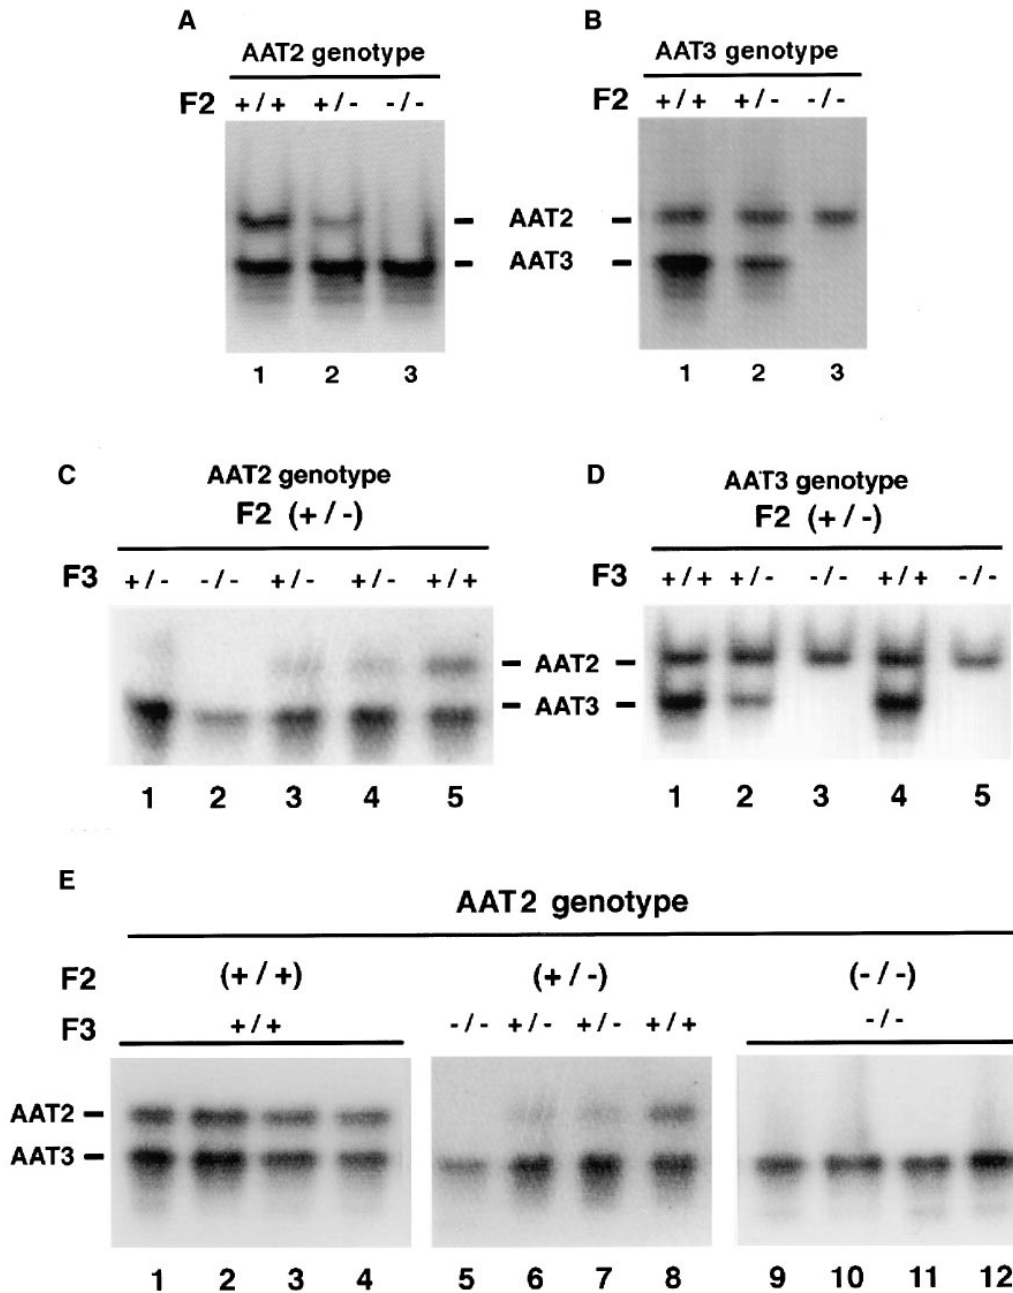 A
AAT2 genotype
F2 +/+ +/- -/-
1 2 3
B
AAT3 genotype
F2 +/+ +/- -/-
AAT2
AAT3
1 2 3
C
AAT2 genotype
F2 (+/-)
F3 +/- -/- +/- +/- +/+
1 2 3 4 5
D
AAT3 genotype
F2 (+/-)
F3 +/+ +/- -/- +/+ -/-
AAT2
AAT3
1 2 3 4 5
E
AAT2 genotype
F2 (+/+) (+/-) (-/-)
F3 +/+ -/- +/- +/- +/+ -/-
AAT2
AAT3
1 2 3 4 5 6 7 8 9 10 11 12